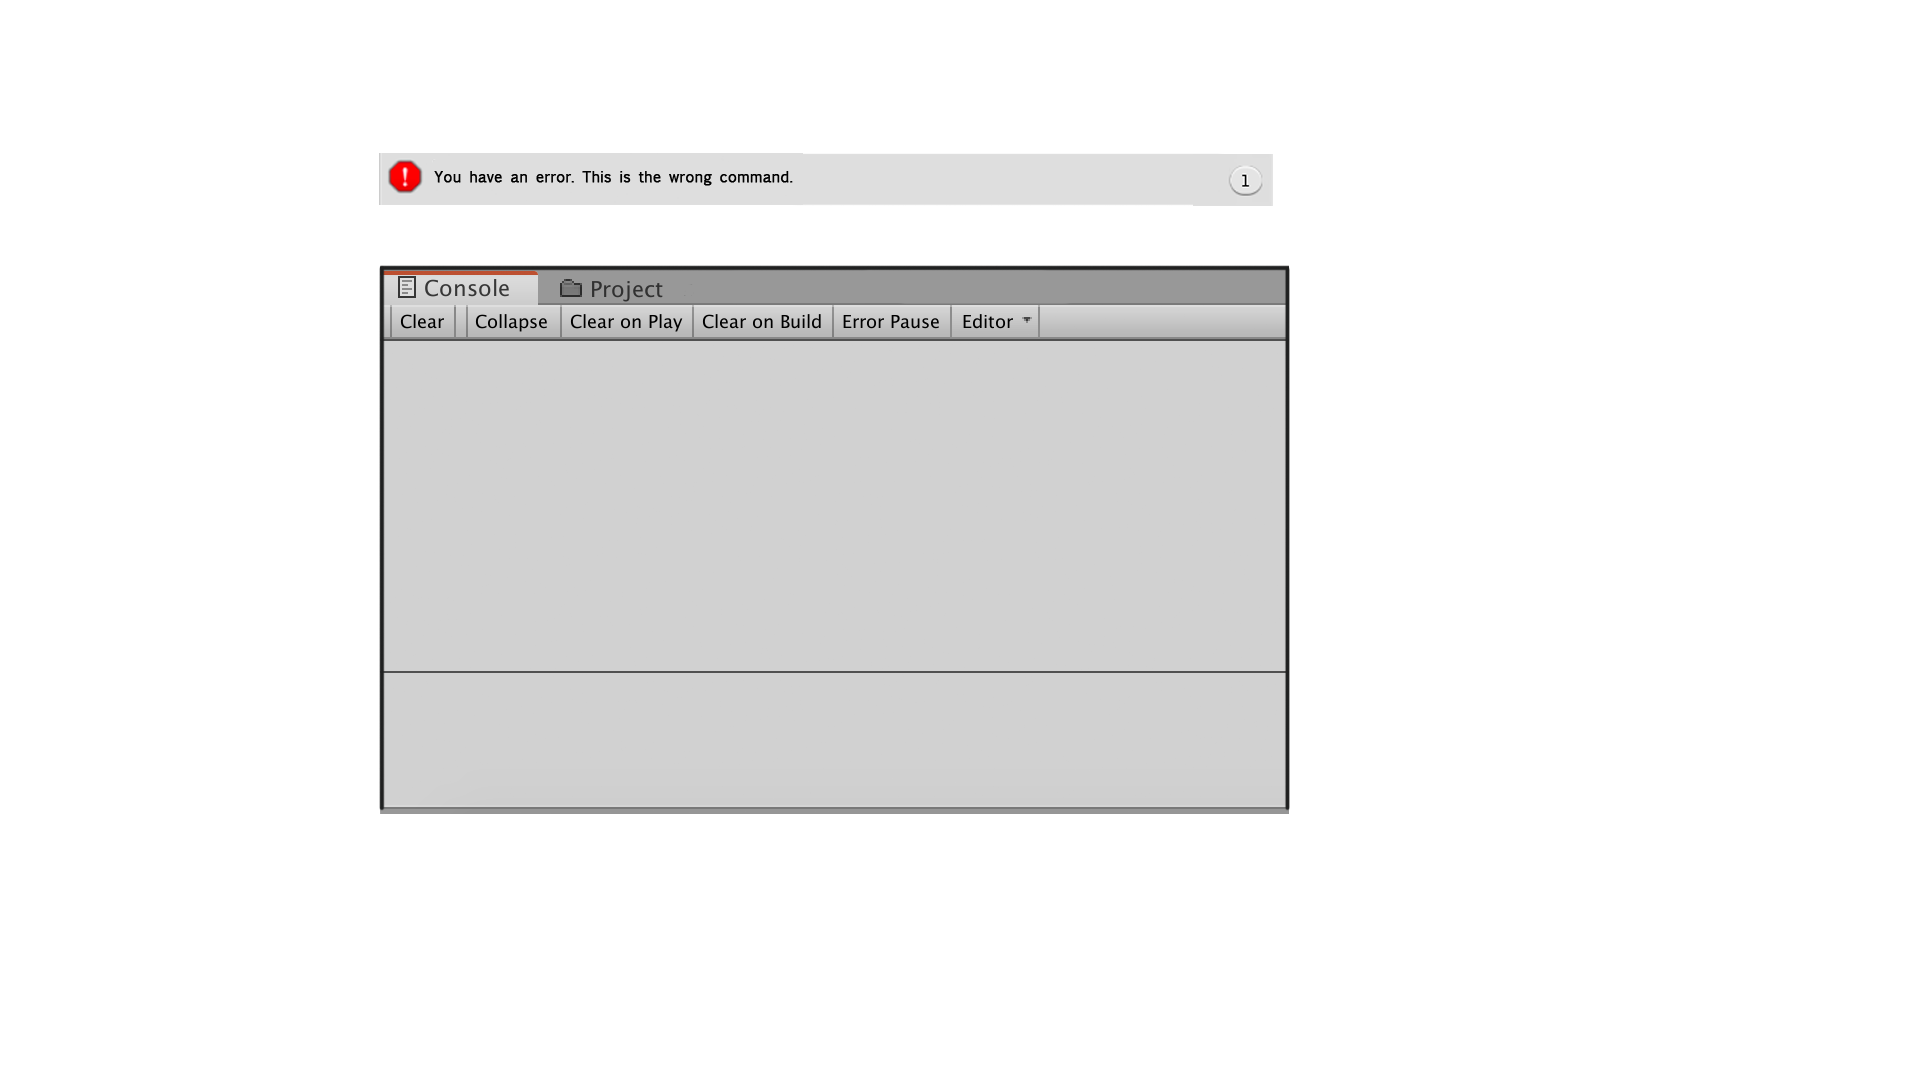 You have an error. This is the wrong command.
1
Console Project
Clear Collapse Clear on Play Clear on Build Error Pause Editor